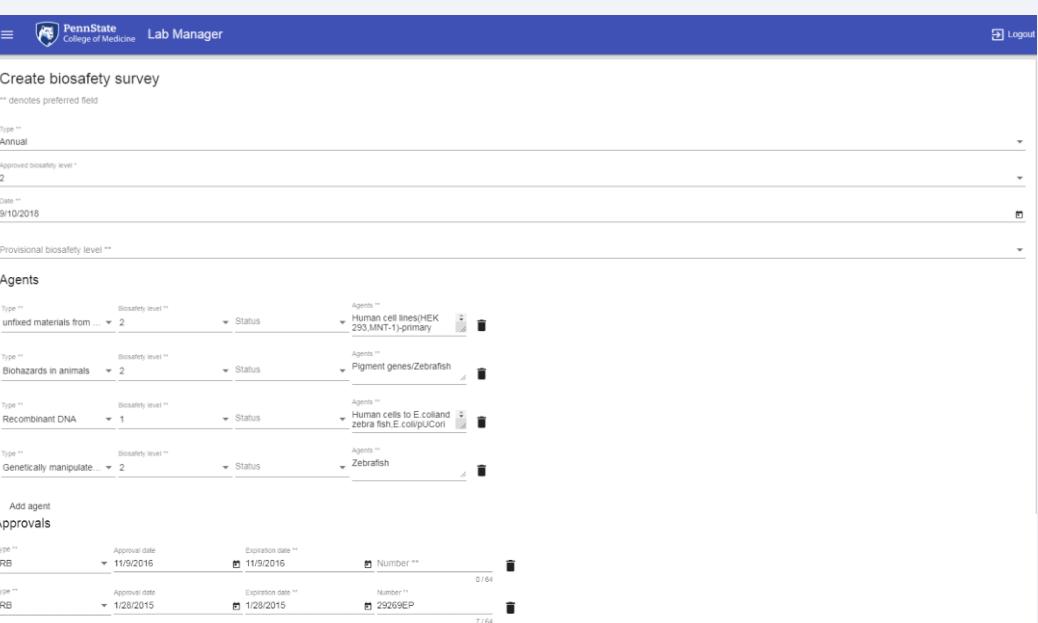 PennState
College of Medicine
Lab Manager
Logout
Create biosafety survey
** denotes preferred field
Type **
Annual
Approved biosafety level *
2
Date **
9/10/2018
Provisional biosafety level **
Agents
Type ** Biosafety level ** Agents **
unfixed materials from ... 2 Status Human cell lines(HEK
293,MNT-1)-primary
Type ** Biosafety level ** Agents **
Biohazards in animals 2 Status Pigment genes/Zebrafish
Type ** Biosafety level ** Agents **
Recombinant DNA 1 Status Human cells to E.coliand
zebra fish,E.coli/pUCori
Type ** Biosafety level ** Agents **
Genetically manipulate... 2 Status Zebrafish
Add agent
Approvals
ype ** Approval date Expiration date **
RB 11/9/2016 11/9/2016 Number **
0 / 64
ype ** Approval date Expiration date ** Number **
RB 1/28/2015 1/28/2015 29269EP
7 / 64